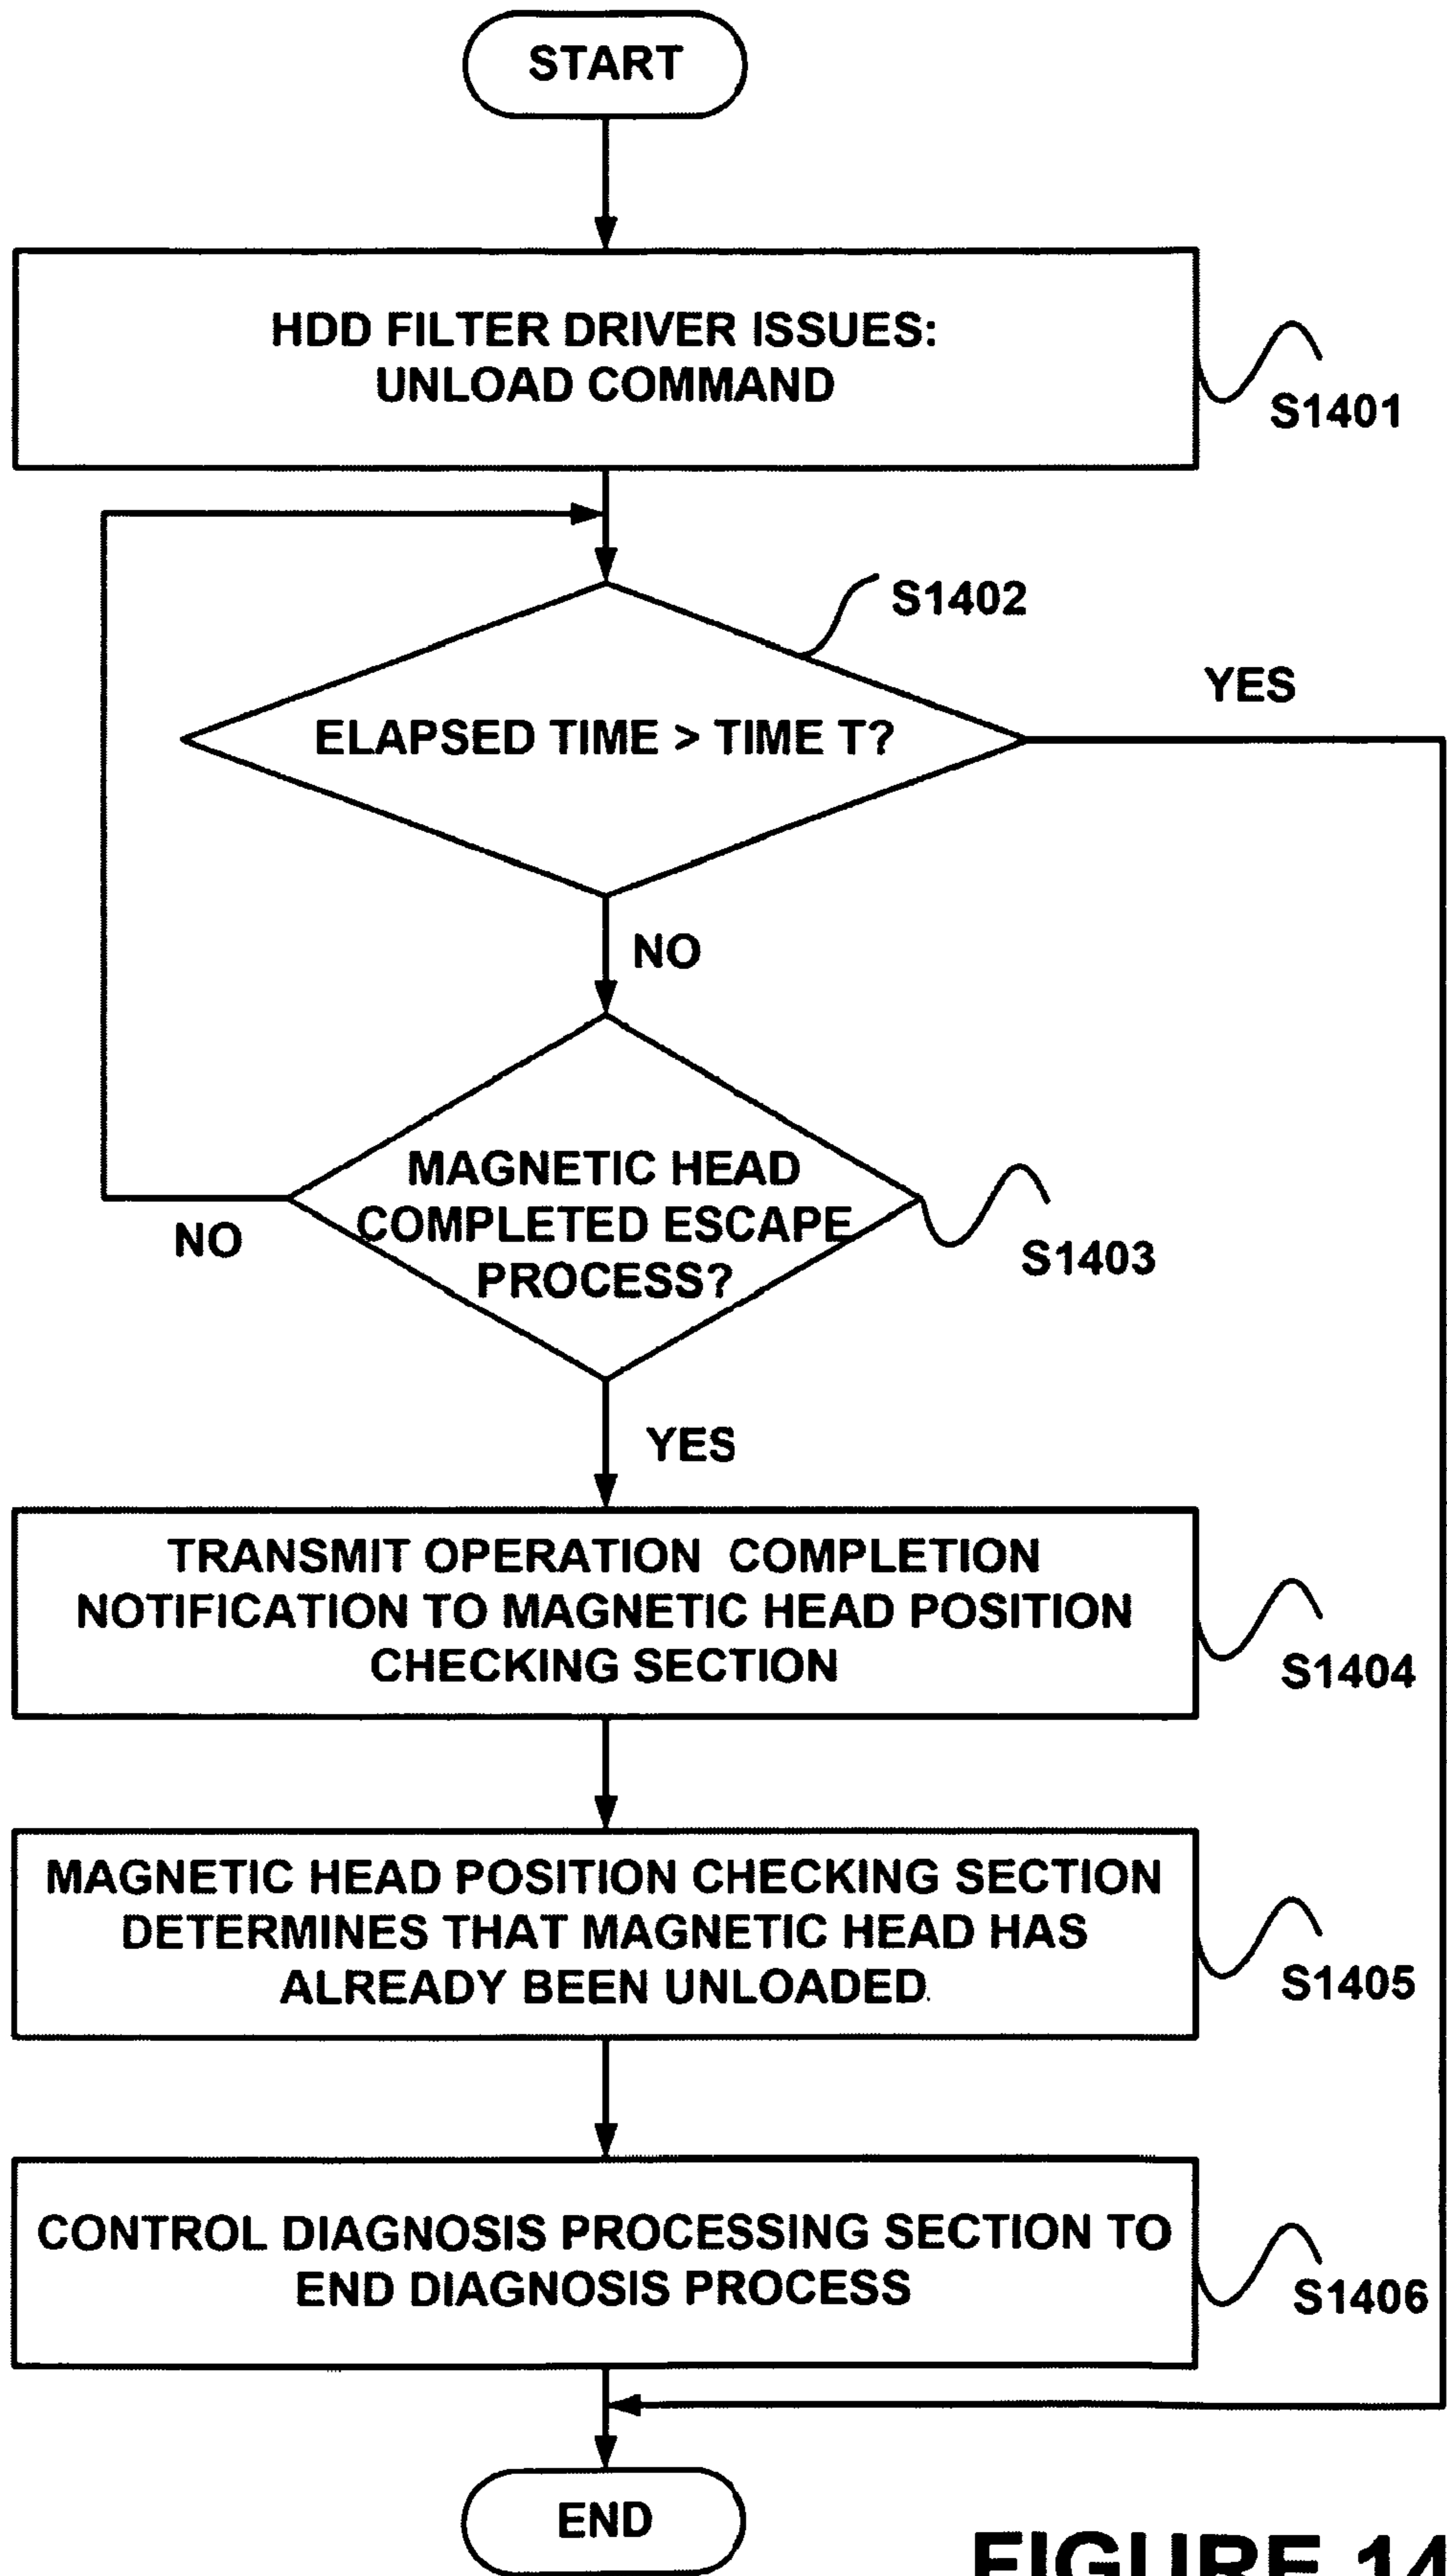 START
HDD FILTER DRIVER ISSUES:
UNLOAD COMMAND
S1401
S1402
YES
ELAPSED TIME > TIME T?
NO
MAGNETIC HEAD
COMPLETED ESCAPE
PROCESS?
NO
S1403
YES
TRANSMIT OPERATION COMPLETION
NOTIFICATION TO MAGNETIC HEAD POSITION
CHECKING SECTION
S1404
MAGNETIC HEAD POSITION CHECKING SECTION
DETERMINES THAT MAGNETIC HEAD HAS
ALREADY BEEN UNLOADED.
S1405
CONTROL DIAGNOSIS PROCESSING SECTION TO
END DIAGNOSIS PROCESS
S1406
END
FIGURE 14